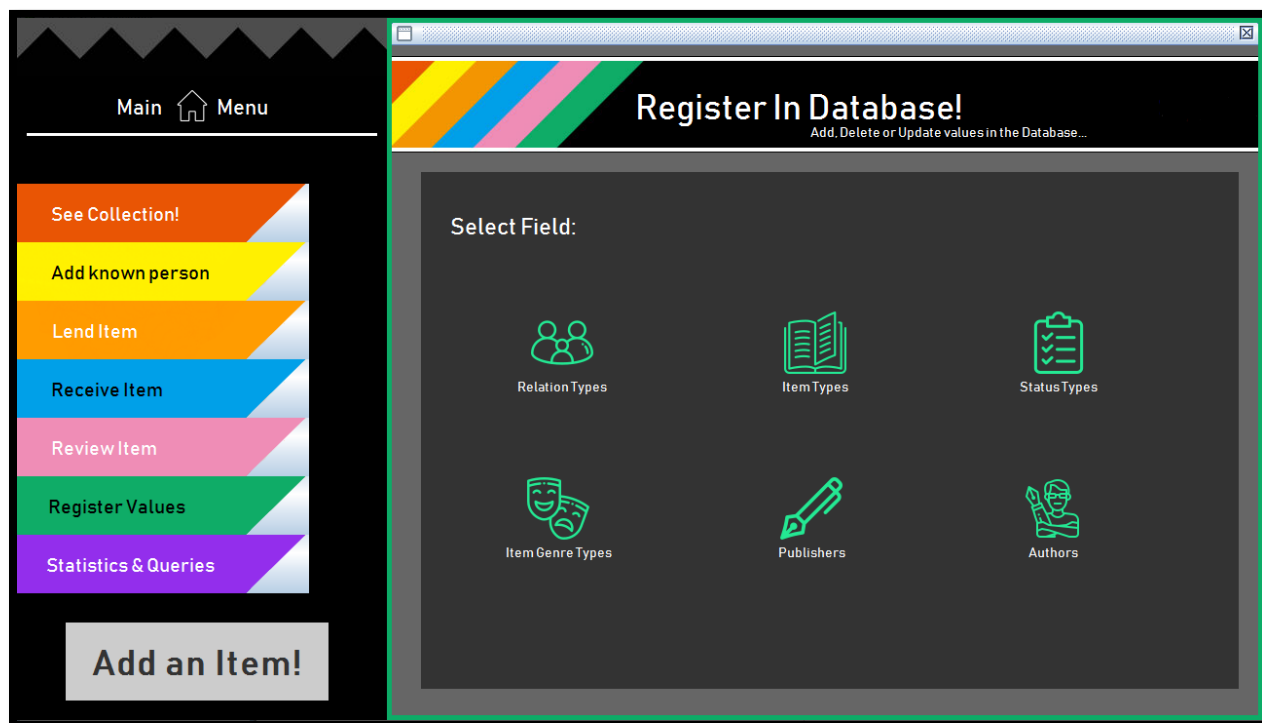 Main Menu
See Collection!
Add known person
Lend Item
Receive Item
Review Item
Register Values
Statistics & Queries
Add an Item!
Register In Database!
Add, Delete or Update values in the Database...
Select Field:
Relation Types
Item Types
Status Types
Item Genre Types
Publishers
Authors